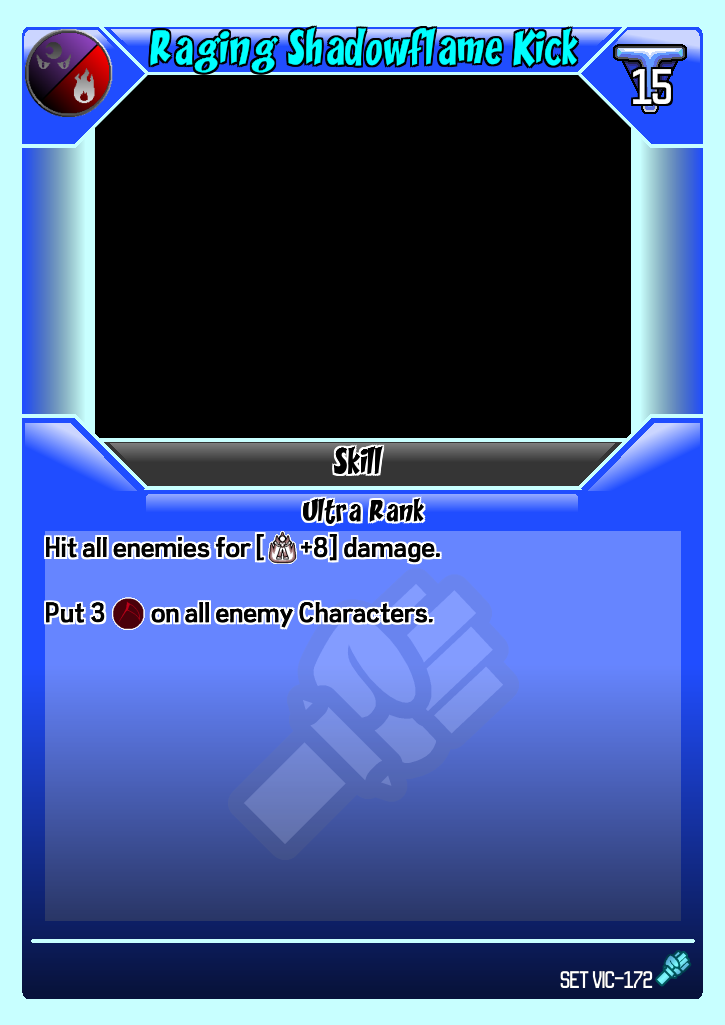 Raging Shadowflame Kick
15
Skill
Ultra Rank
Hit all enemies for [ +8] damage.
Put 3 on all enemy Characters.
SET VIC-172